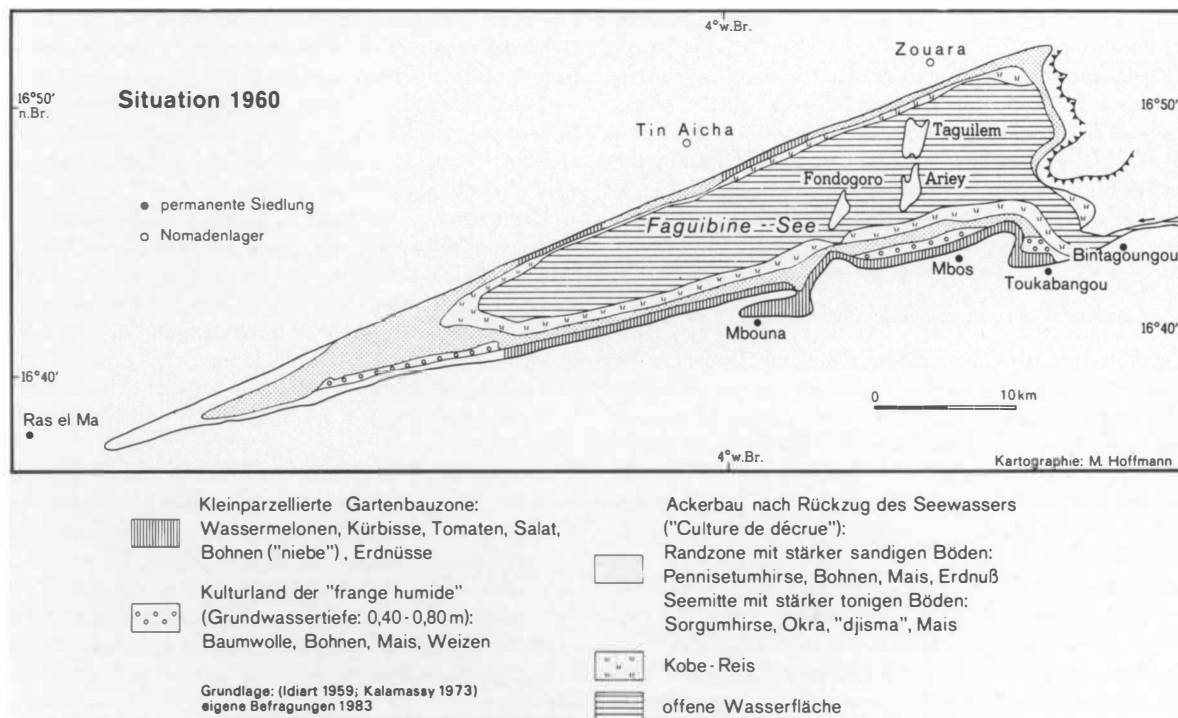 4° w. Br.
Zouara
16° 50' n. Br.
Situation 1960
16° 50'
Tin Aicha
Taguilem
permanente Siedlung
Fondogoro
Ariey
Nomadenlager
Faguibine-See
Bintagoungou
Mbos
Toukabangou
Mbouna
16° 40'
16° 40'
0 10 km
Ras el Ma
4° w. Br.
Kartographie: M. Hoffmann
Kleinparzellierte Gartenbauzone:
Wassermelonen, Kürbisse, Tomaten, Salat,
Bohnen ("niebe"), Erdnüsse
Kulturland der "frange humide"
(Grundwassertiefe: 0,40-0,80 m):
Baumwolle, Bohnen, Mais, Weizen
Grundlage: (Idiart 1959; Kalamassy 1973)
eigene Befragungen 1983
Ackerbau nach Rückzug des Seewassers
("Culture de décrue"):
Randzone mit stärker sandigen Böden:
Pennisetumhirse, Bohnen, Mais, Erdnuß
Seemitte mit stärker tonigen Böden:
Sorgumhirse, Okra, "djisma", Mais
Kobe-Reis
offene Wasserfläche